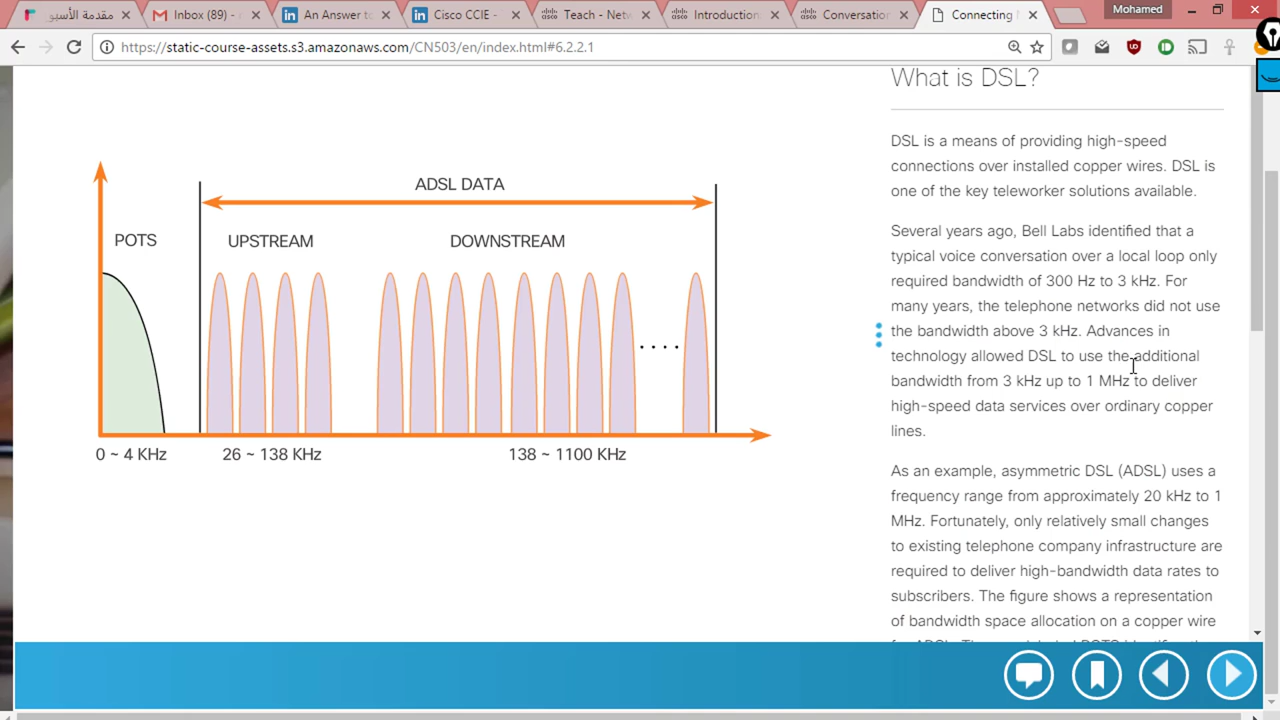 مقدمة الأسبو
Inbox (89) -
An Answer to
Cisco CCIE -
Teach - Netw
Introduction
Conversation
Connecting
Mohamed
https://static-course-assets.s3.amazonaws.com/CN503/en/index.html#6.2.2.1
ADSL DATA
POTS
UPSTREAM
DOWNSTREAM
0 ~ 4 KHz
26 ~ 138 KHz
138 ~ 1100 KHz
What is DSL?
DSL is a means of providing high-speed
connections over installed copper wires. DSL is
one of the key teleworker solutions available.
Several years ago, Bell Labs identified that a
typical voice conversation over a local loop only
required bandwidth of 300 Hz to 3 kHz. For
many years, the telephone networks did not use
the bandwidth above 3 kHz. Advances in
technology allowed DSL to use the additional
bandwidth from 3 kHz up to 1 MHz to deliver
high-speed data services over ordinary copper
lines.
As an example, asymmetric DSL (ADSL) uses a
frequency range from approximately 20 kHz to 1
MHz. Fortunately, only relatively small changes
to existing telephone company infrastructure are
required to deliver high-bandwidth data rates to
subscribers. The figure shows a representation
of bandwidth space allocation on a copper wire